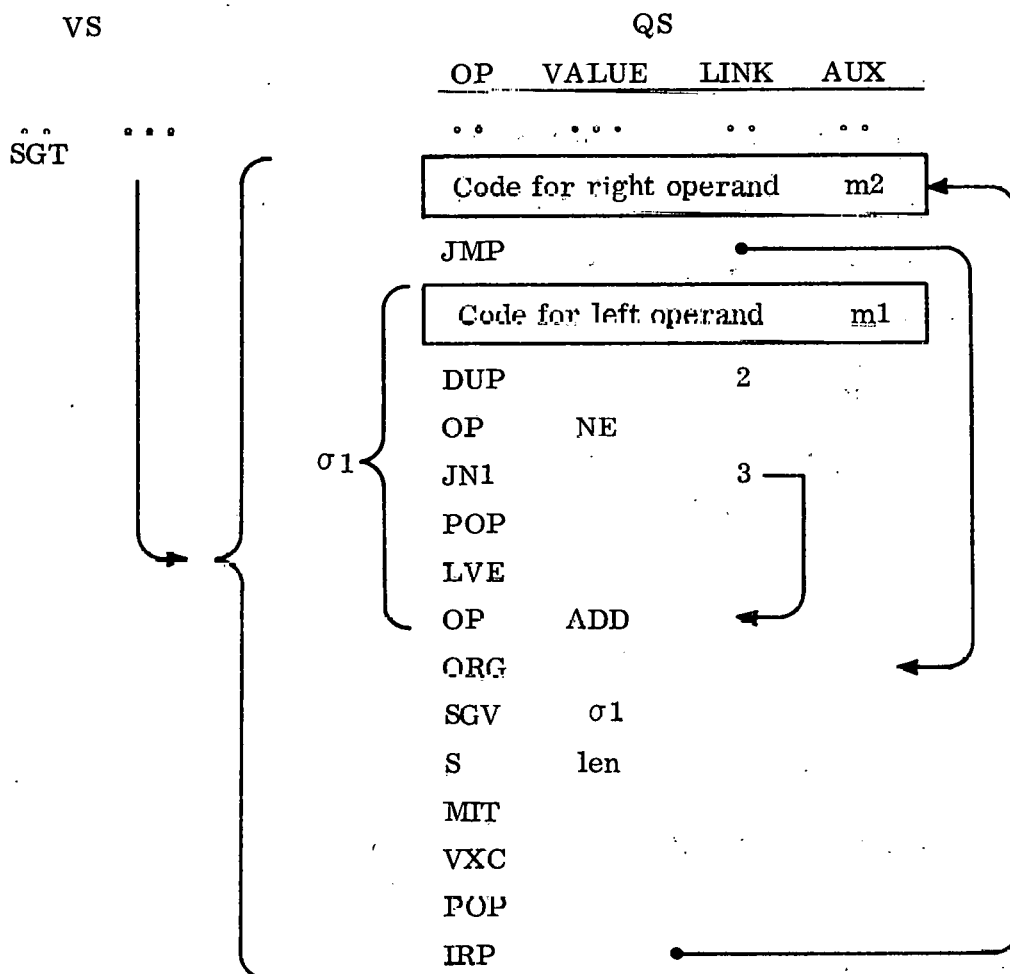 VS QS
OP VALUE LINK AUX
.. ... .. ... .. ..
SGT
Code for right operand m2
JMP
Code for left operand m1
DUP 2
OP NE
σ1 JN1 3
POP
LVE
OP ADD
ORG
SGV σ1
S len
MIT
VXC
POP
IRP